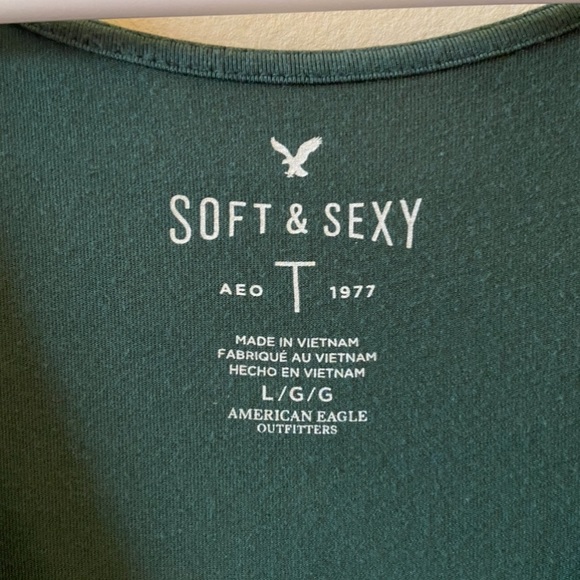 SOFT & SEXY
AEO T 1977
MADE IN VIETNAM
FABRIQUÉ AU VIETNAM
HECHO EN VIETNAM
L/G/G
AMERICAN EAGLE
OUTFITTERS